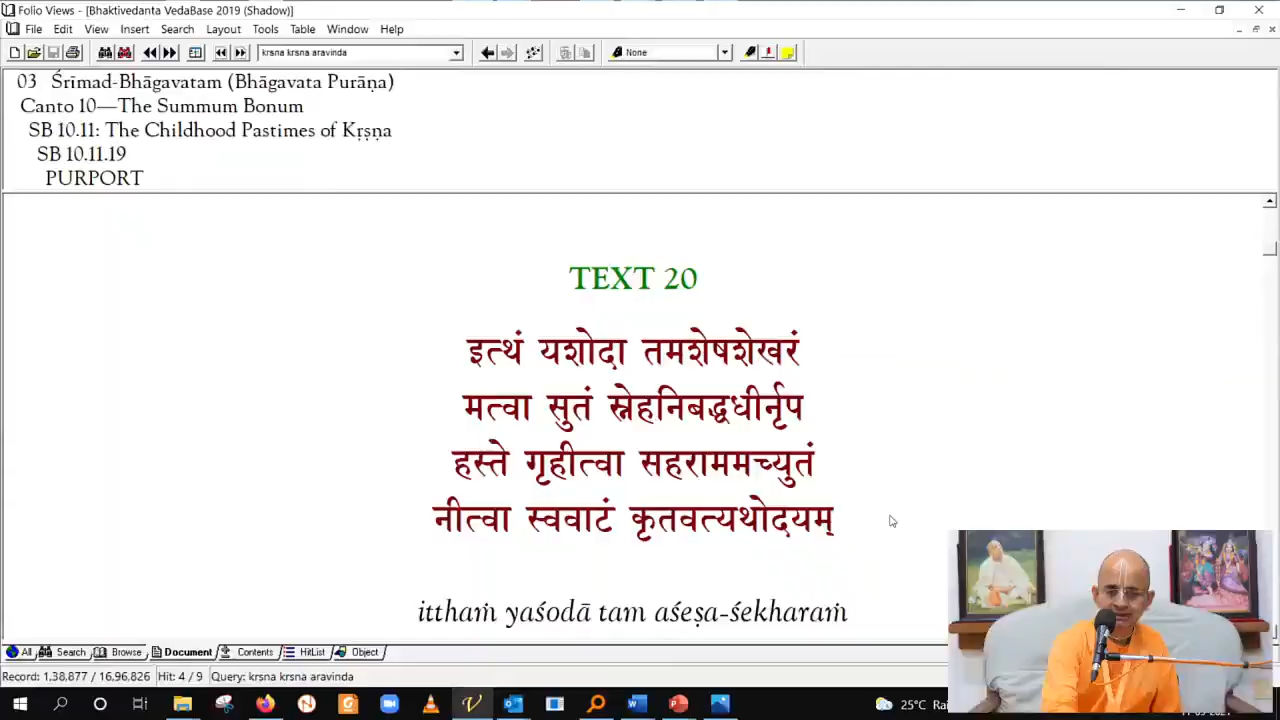 Folio Views - [Bhaktivedanta VedaBase 2019 (Shadow)]
File Edit View Insert Search Layout Tools Table Window Help
krsna krsna aravinda
None
03 Śrīmad-Bhāgavatam (Bhāgavata Purāṇa)
Canto 10—The Summum Bonum
SB 10.11: The Childhood Pastimes of Kṛṣṇa
SB 10.11.19
PURPORT
TEXT 20
इत्थं यशोदा तमशेषशेखरं
मत्वा सुतं स्नेहनिबद्धधीर्नृप
हस्ते गृहीत्वा सहराममच्युतं
नीत्वा स्ववाटं कृतवत्यथोदयम्
itthaṁ yaśodā tam aśeṣa-śekharaṁ
All Search Browse Document Contents HitList Object
Record: 1,38,877 / 16,96,826 Hit: 4 / 9 Query: krsna krsna aravinda
25°C